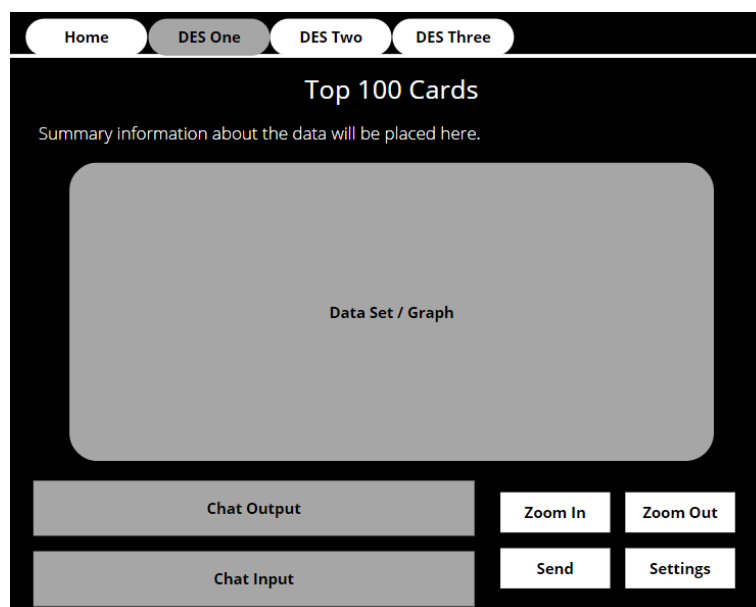 Home
DES One
DES Two
DES Three
Top 100 Cards
Summary information about the data will be placed here.
Data Set / Graph
Chat Output
Zoom In
Zoom Out
Chat Input
Send
Settings